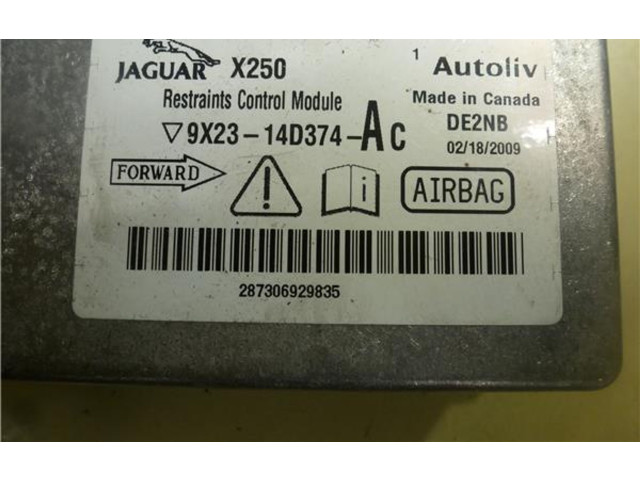 JAGUAR X250 1 Autoliv
Restraints Control Module Made in Canada
▽9X23-14D374-Ac DE2NB
02/18/2009
FORWARD i AIRBAG
287306929835